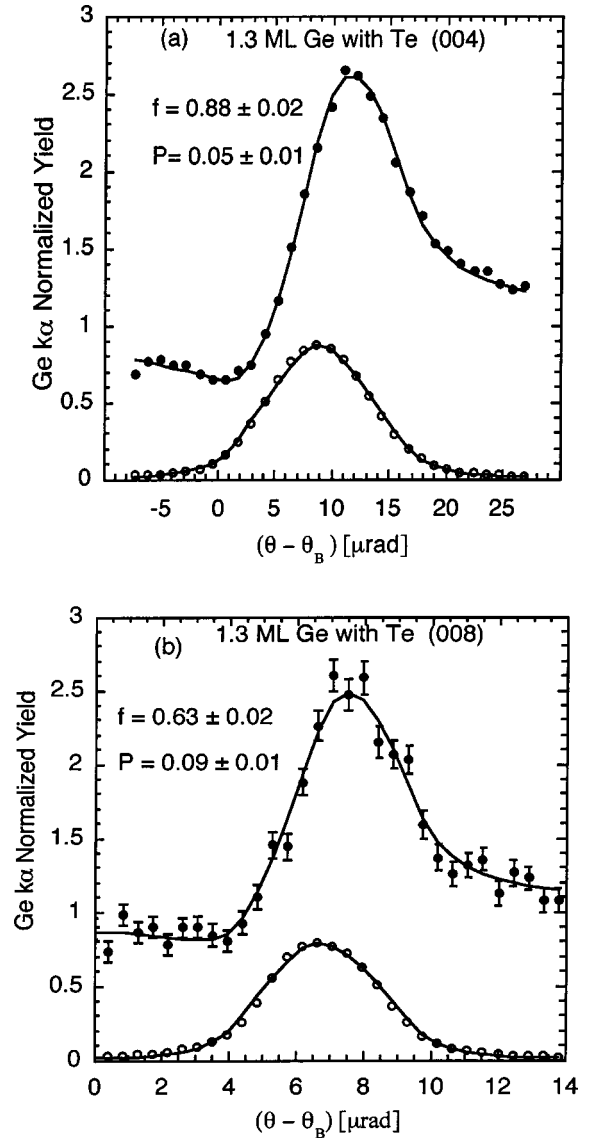 (a) 1.3 ML Ge with Te (004)
f = 0.88 ± 0.02
P= 0.05 ± 0.01
Ge kα Normalized Yield
3
2.5
2
1.5
1
0.5
0
-5 0 5 10 15 20 25
(θ - θB) [μrad]
(b) 1.3 ML Ge with Te (008)
f = 0.63 ± 0.02
P = 0.09 ± 0.01
Ge kα Normalized Yield
3
2.5
2
1.5
1
0.5
0
0 2 4 6 8 10 12 14
(θ - θB) [μrad]